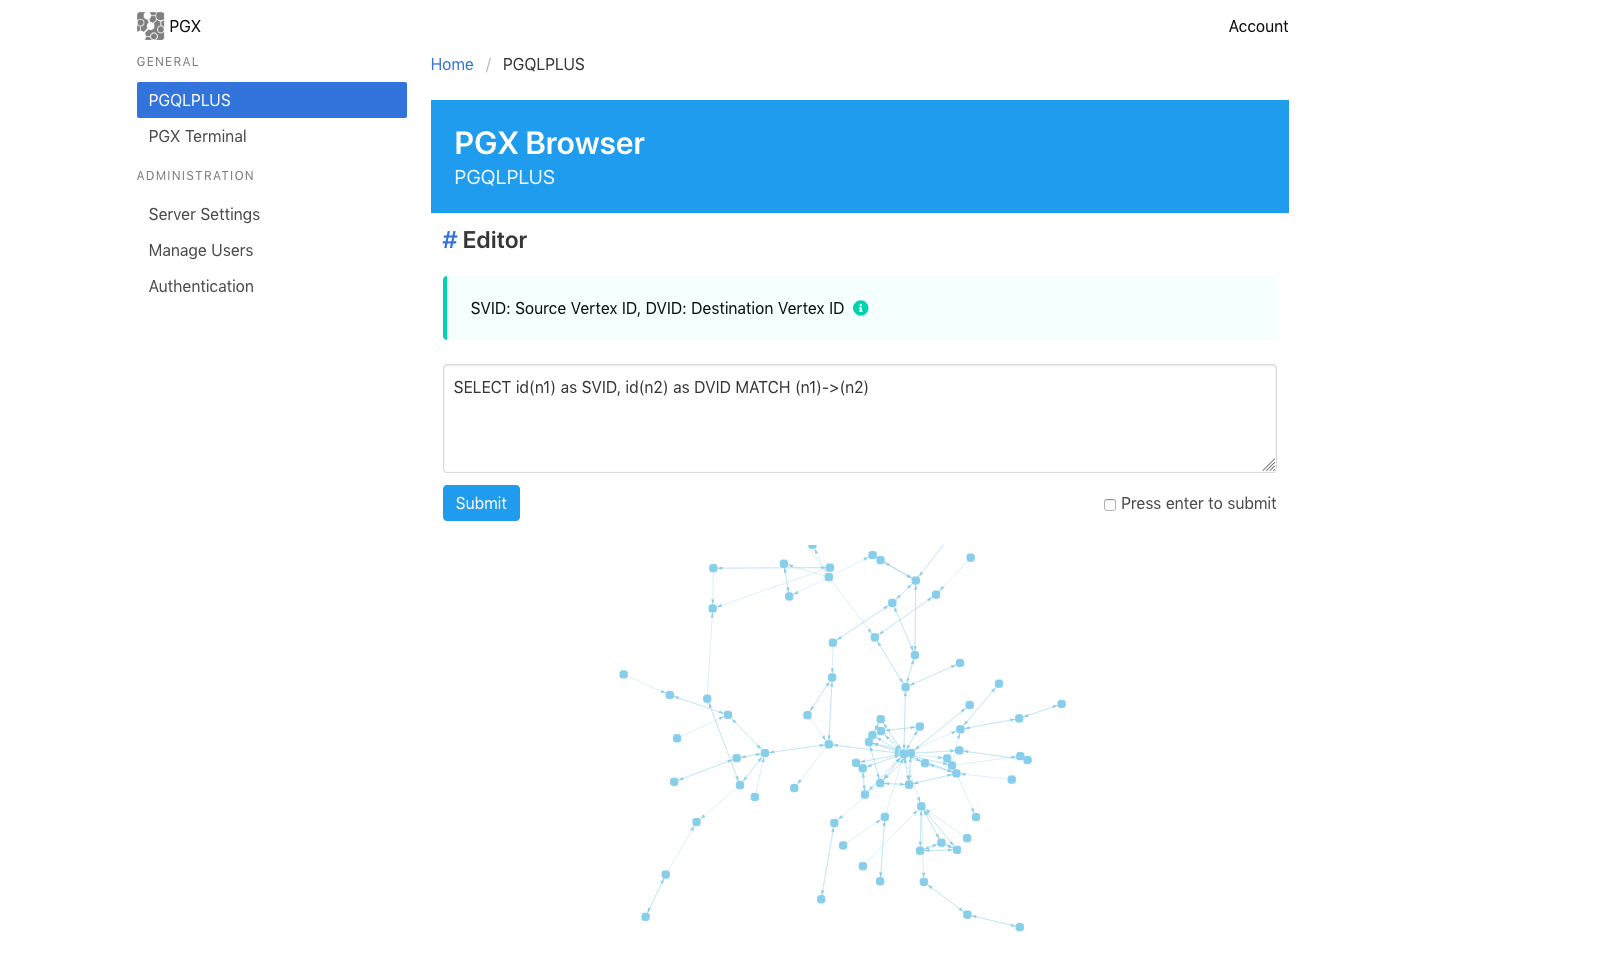 PGX
Account
GENERAL
PGQLPLUS
PGX Terminal
ADMINISTRATION
Server Settings
Manage Users
Authentication
Home / PGQLPLUS
PGX Browser
PGQLPLUS
# Editor
SVID: Source Vertex ID, DVID: Destination Vertex ID
SELECT id(n1) as SVID, id(n2) as DVID MATCH (n1)->(n2)
Submit
Press enter to submit